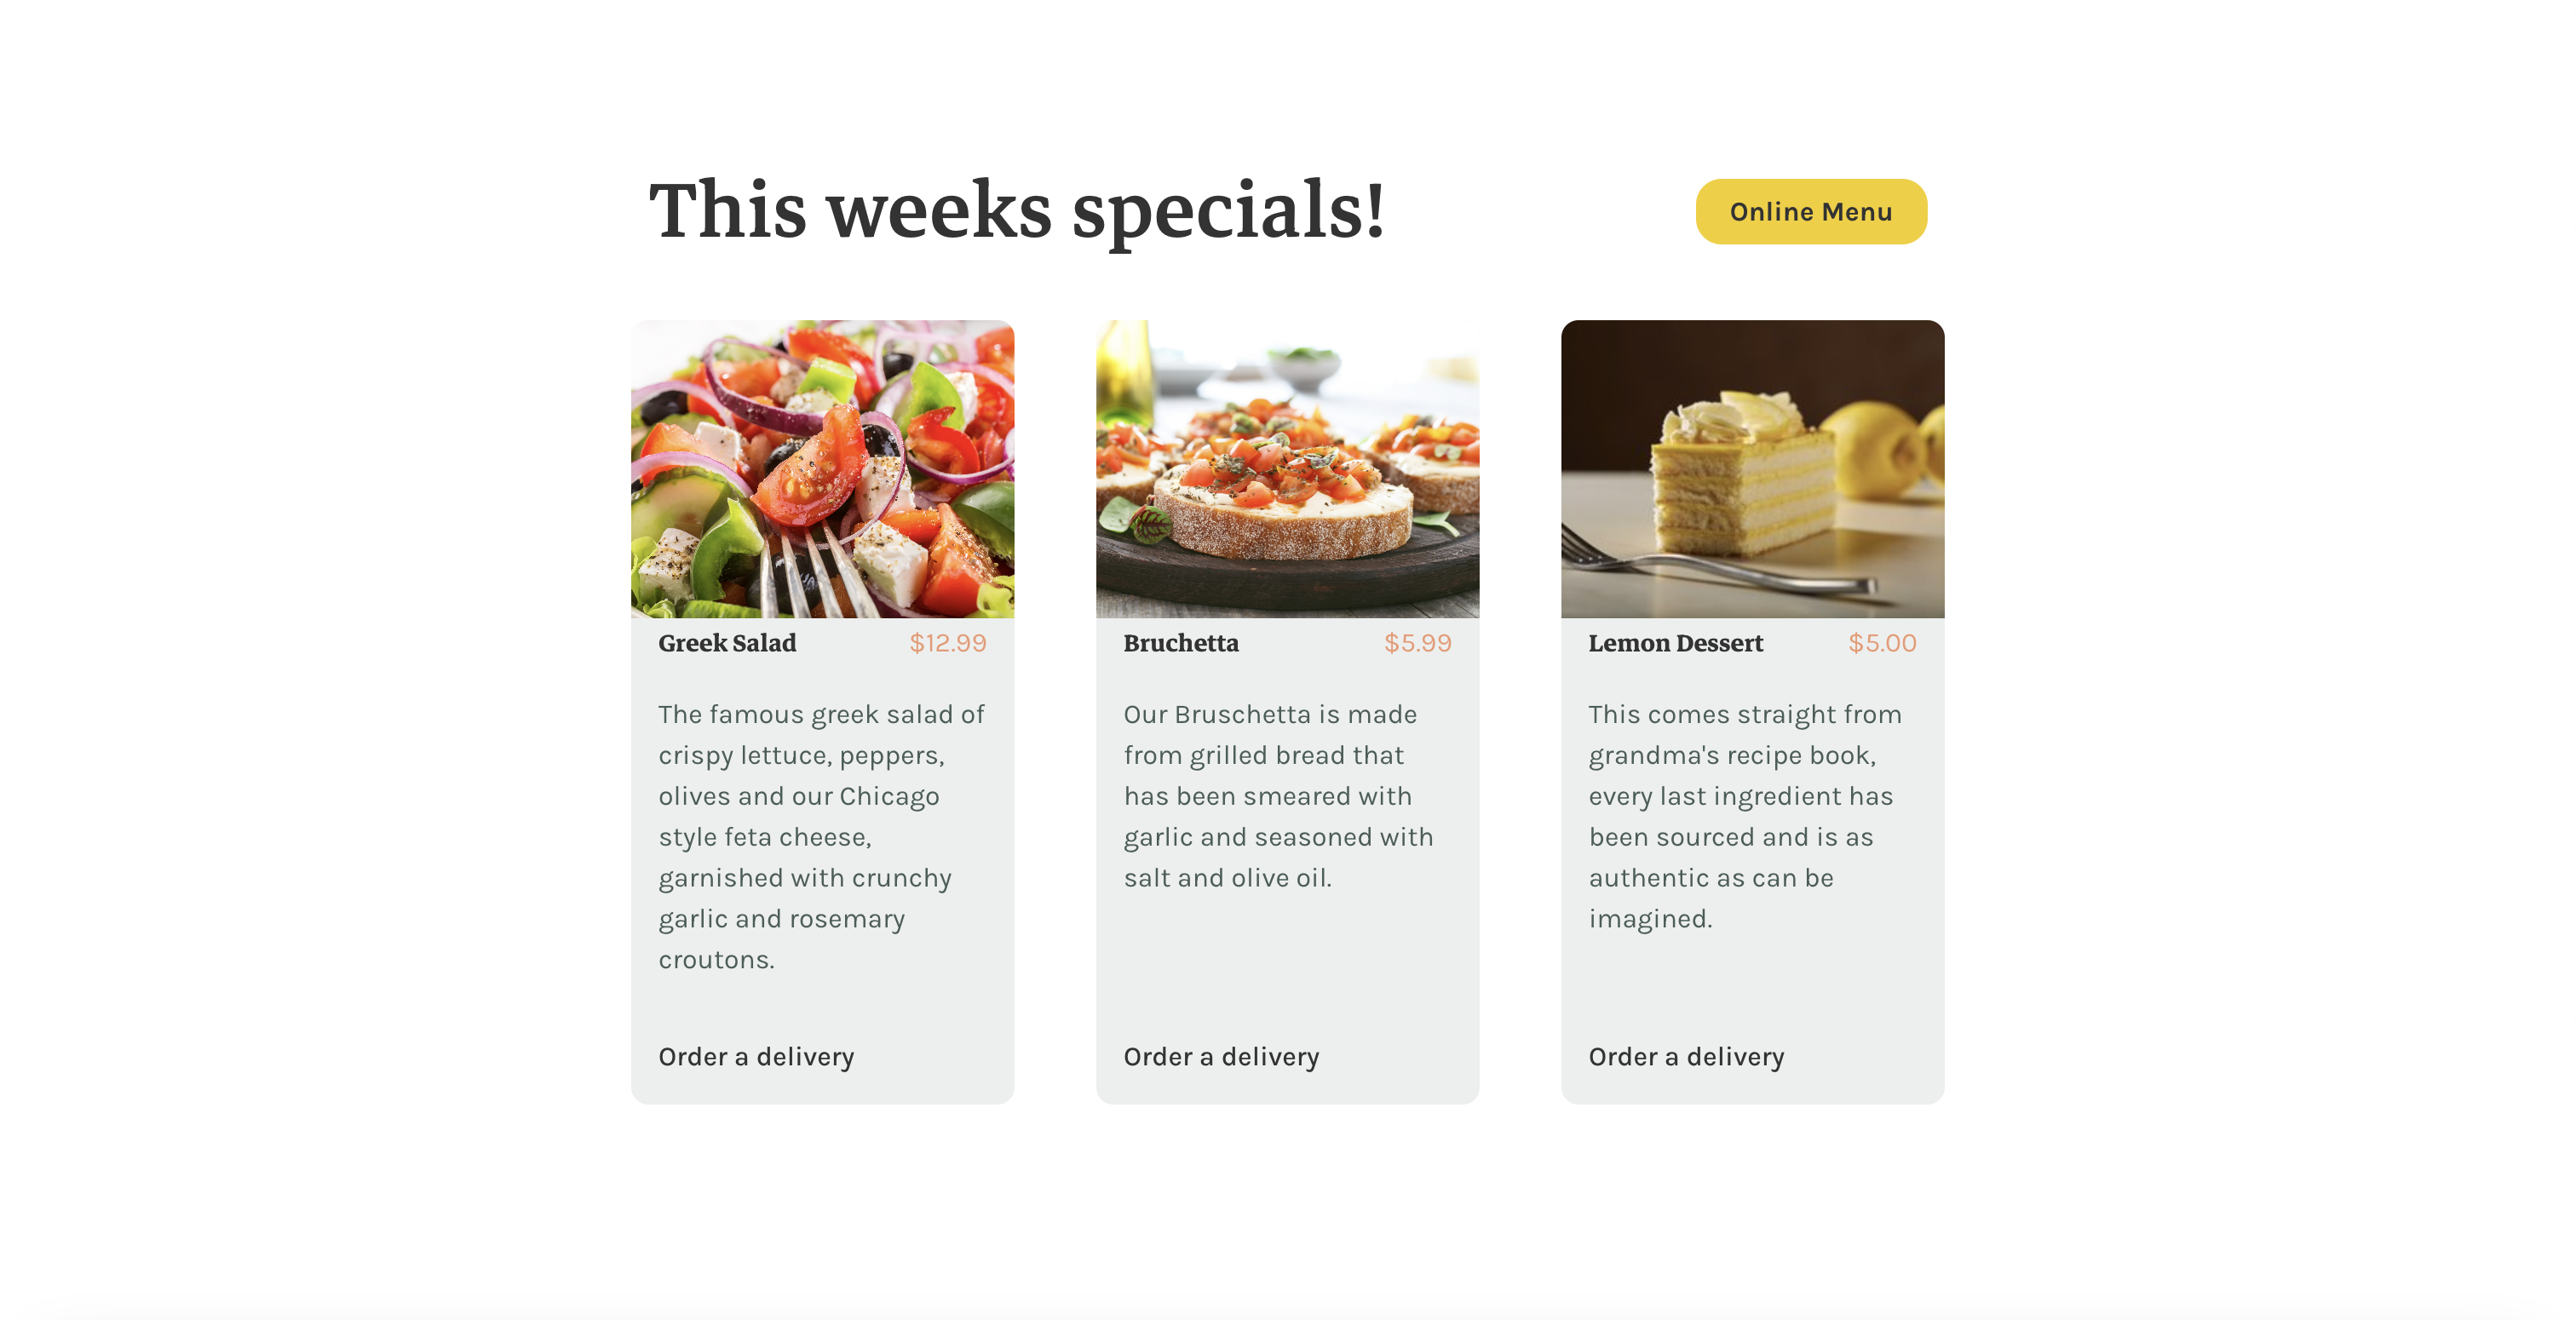 This weeks specials!
Online Menu
Greek Salad
$12.99
The famous greek salad of
crispy lettuce, peppers,
olives and our Chicago
style feta cheese,
garnished with crunchy
garlic and rosemary
croutons.
Order a delivery
Bruchetta
$5.99
Our Bruschetta is made
from grilled bread that
has been smeared with
garlic and seasoned with
salt and olive oil.
Order a delivery
Lemon Dessert
$5.00
This comes straight from
grandma's recipe book,
every last ingredient has
been sourced and is as
authentic as can be
imagined.
Order a delivery